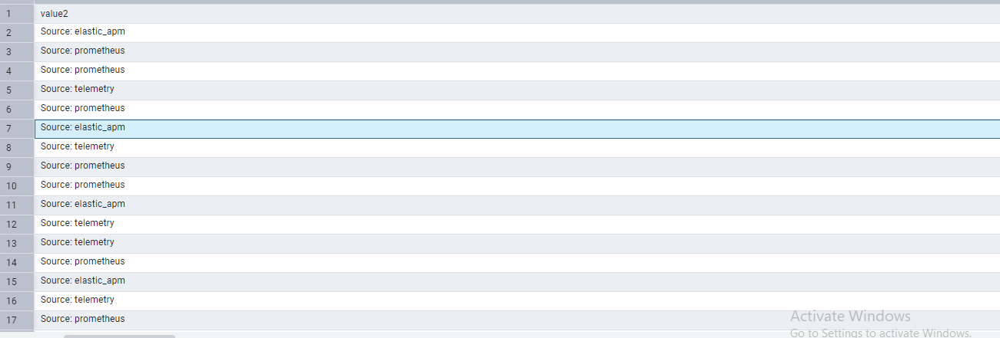 1 value2
2 Source: elastic_apm
3 Source: prometheus
4 Source: prometheus
5 Source: telemetry
6 Source: prometheus
7 Source: elastic_apm
8 Source: telemetry
9 Source: prometheus
10 Source: prometheus
11 Source: elastic_apm
12 Source: telemetry
13 Source: telemetry
14 Source: prometheus
15 Source: elastic_apm
16 Source: telemetry
17 Source: prometheus
Activate Windows
Go to Settings to activate Windows.